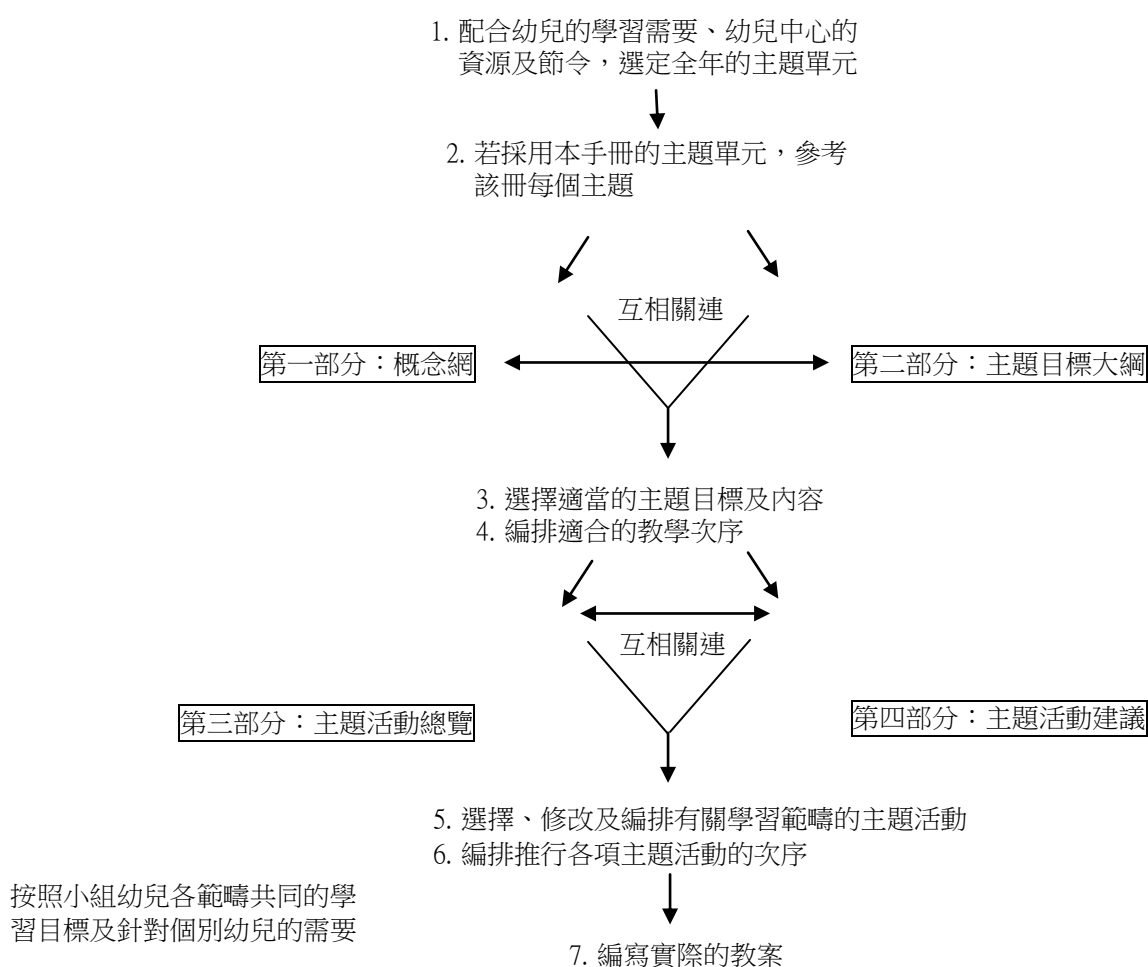 1. 配合幼兒的學習需要、幼兒中心的
資源及節令，選定全年的主題單元
2. 若採用本手冊的主題單元，參考
該冊每個主題
互相關連
第一部分：概念網
第二部分：主題目標大綱
3. 選擇適當的主題目標及內容
4. 編排適合的教學次序
互相關連
第三部分：主題活動總覽
第四部分：主題活動建議
5. 選擇、修改及編排有關學習範疇的主題活動
6. 編排推行各項主題活動的次序
按照小組幼兒各範疇共同的學
習目標及針對個別幼兒的需要
7. 編寫實際的教案